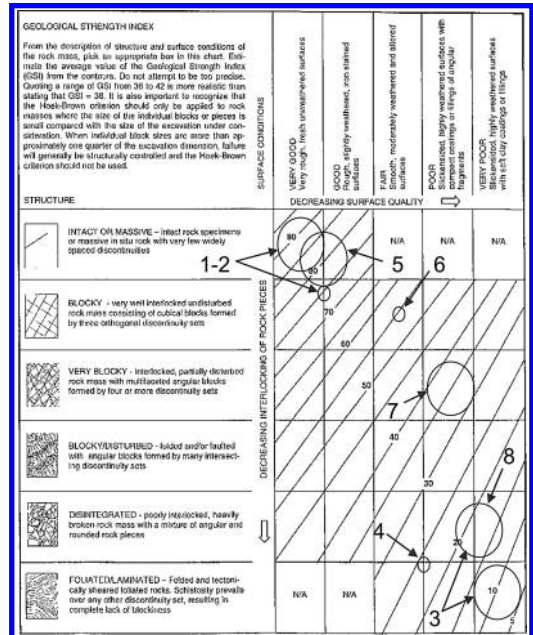 GEOLOGICAL STRENGTH INDEX
From the description of structure and surface conditions of
the rock mass, pick an appropriate box in this chart. Esti-
mate the average value of the Geological Strength Index
(GSI) from the contours. Do not attempt to be too precise.
Quoting a range of GSI from 36 to 42 is more realistic than
stating that GSI = 38. It is also important to recognize that
the Hoek-Brown criterion should only be applied to rock
masses where the size of the individual blocks or pieces is
small compared with the size of the excavation under con-
sideration. When individual block sizes are more than ap-
proximately one quarter of the excavation dimension, failure
will generally be structurally controlled and the Hoek-Brown
criterion should not be used.
SURFACE CONDITIONS
VERY GOOD
Very rough, fresh unweathered surfaces
GOOD
Rough, slightly weathered, iron stained
surfaces
FAIR
Smooth, moderately weathered and altered
surfaces
POOR
Slickensided, highly weathered surfaces with
compact coatings or fillings of angular
fragments
VERY POOR
Slickensided, highly weathered surfaces
with soft clay coatings or fillings
STRUCTURE
DECREASING SURFACE QUALITY
DECREASING INTERLOCKING OF ROCK PIECES
INTACT OR MASSIVE – intact rock specimens
or massive in situ rock with very few widely
spaced discontinuities
90
80
N/A
N/A
N/A
1-2
5
6
BLOCKY - very well interlocked undisturbed
rock mass consisting of cubical blocks formed
by three orthogonal discontinuity sets
70
60
VERY BLOCKY - interlocked, partially disturbed
rock mass with multifaceted angular blocks
formed by four or more discontinuity sets
50
7
BLOCKY/DISTURBED - folded and/or faulted
with angular blocks formed by many intersect-
ing discontinuity sets
40
30
8
DISINTEGRATED - poorly interlocked, heavily
broken rock mass with a mixture of angular and
rounded rock pieces
4
20
FOLIATED/LAMINATED – Folded and tectoni-
cally sheared foliated rocks. Schistosity prevails
over any other discontinuity set, resulting in
complete lack of blockiness
N/A
N/A
3
10
5